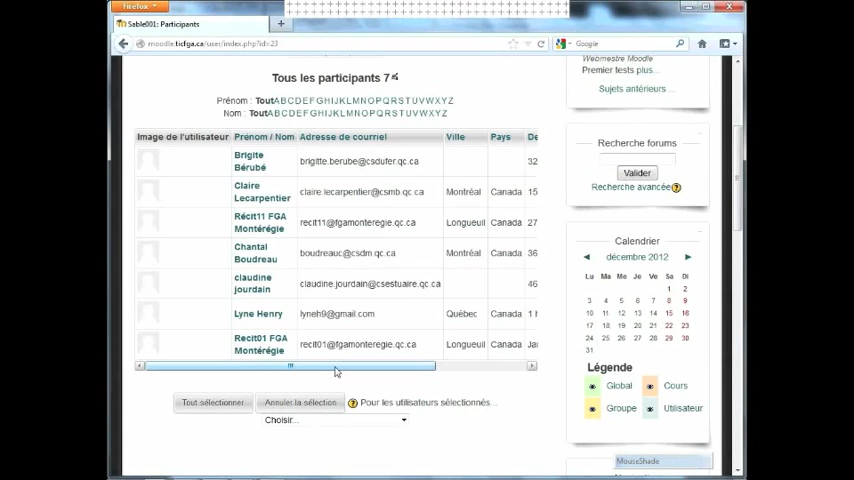 Firefox
Sable001: Participants
moodle.ticfga.ca/user/index.php?id=23
Google
Webmestre Moodle
Premier tests plus...
Sujets antérieurs ...
Tous les participants 7
Prénom : Tout A B C D E F G H I J K L M N O P Q R S T U V W X Y Z
Nom : Tout A B C D E F G H I J K L M N O P Q R S T U V W X Y Z
Image de l'utilisateur Prénom / Nom Adresse de courriel Ville Pays De
Brigite Bérubé brigitte.berube@csdufer.qc.ca 32
Claire Lecarpentier claire.lecarpentier@csmb.qc.ca Montréal Canada 15
Récit11 FGA Montérégie recit11@fgamonteregie.qc.ca Longueuil Canada 27
Chantal Boudreau boudreauc@csdm.qc.ca Montréal Canada 36
claudine jourdain claudine.jourdain@csestuaire.qc.ca 46
Lyne Henry lyneh9@gmail.com Québec Canada 1 h
Recit01 FGA Montérégie recit01@fgamonteregie.qc.ca Longueuil Canada Jar
Tout sélectionner Annuler la sélection Pour les utilisateurs sélectionnés...
Choisir...
Recherche forums
Valider
Recherche avancée
Calendrier
décembre 2012
Lu Ma Me Je Ve Sa Di
1 2
3 4 5 6 7 8 9
10 11 12 13 14 15 16
17 18 19 20 21 22 23
24 25 26 27 28 29 30
31
Légende
Global Cours
Groupe Utilisateur
MouseShade